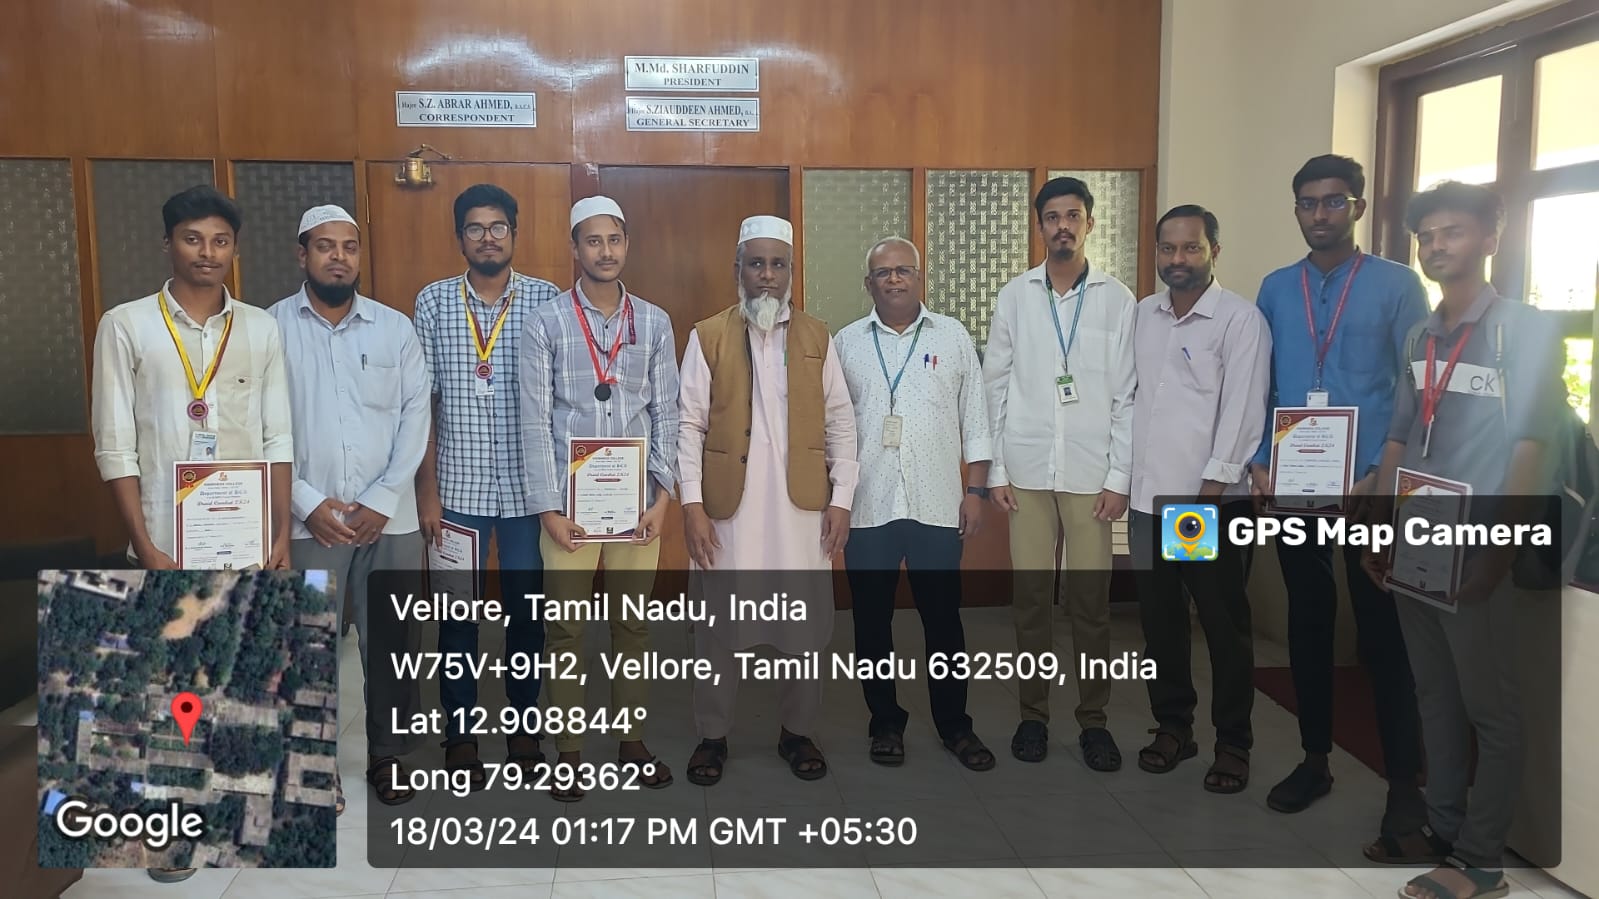 M.Md. SHARFUDDIN
PRESIDENT
Hajee S.Z. ABRAR AHMED, B.A.C.S
CORRESPONDENT
Hajee S.ZIAUDDEEN AHMED,
GENERAL SECRETARY
CK
Department of B.C.A
GPS Map Camera
Vellore, Tamil Nadu, India
W75V+9H2, Vellore, Tamil Nadu 632509, India
Lat 12.908844°
Long 79.29362°
18/03/24 01:17 PM GMT +05:30
Google